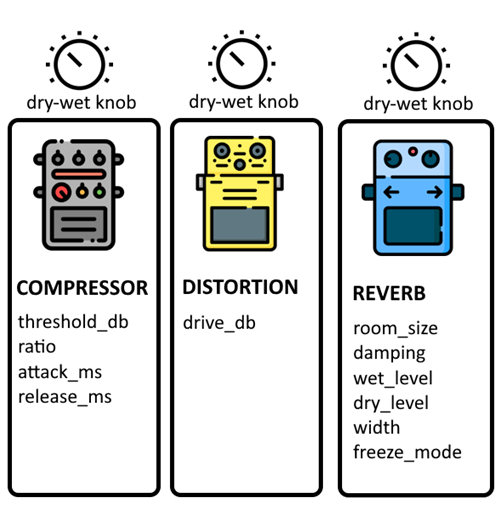 dry-wet knob
dry-wet knob
dry-wet knob
COMPRESSOR
threshold_db
ratio
attack_ms
release_ms
DISTORTION
drive_db
REVERB
room_size
damping
wet_level
dry_level
width
freeze_mode